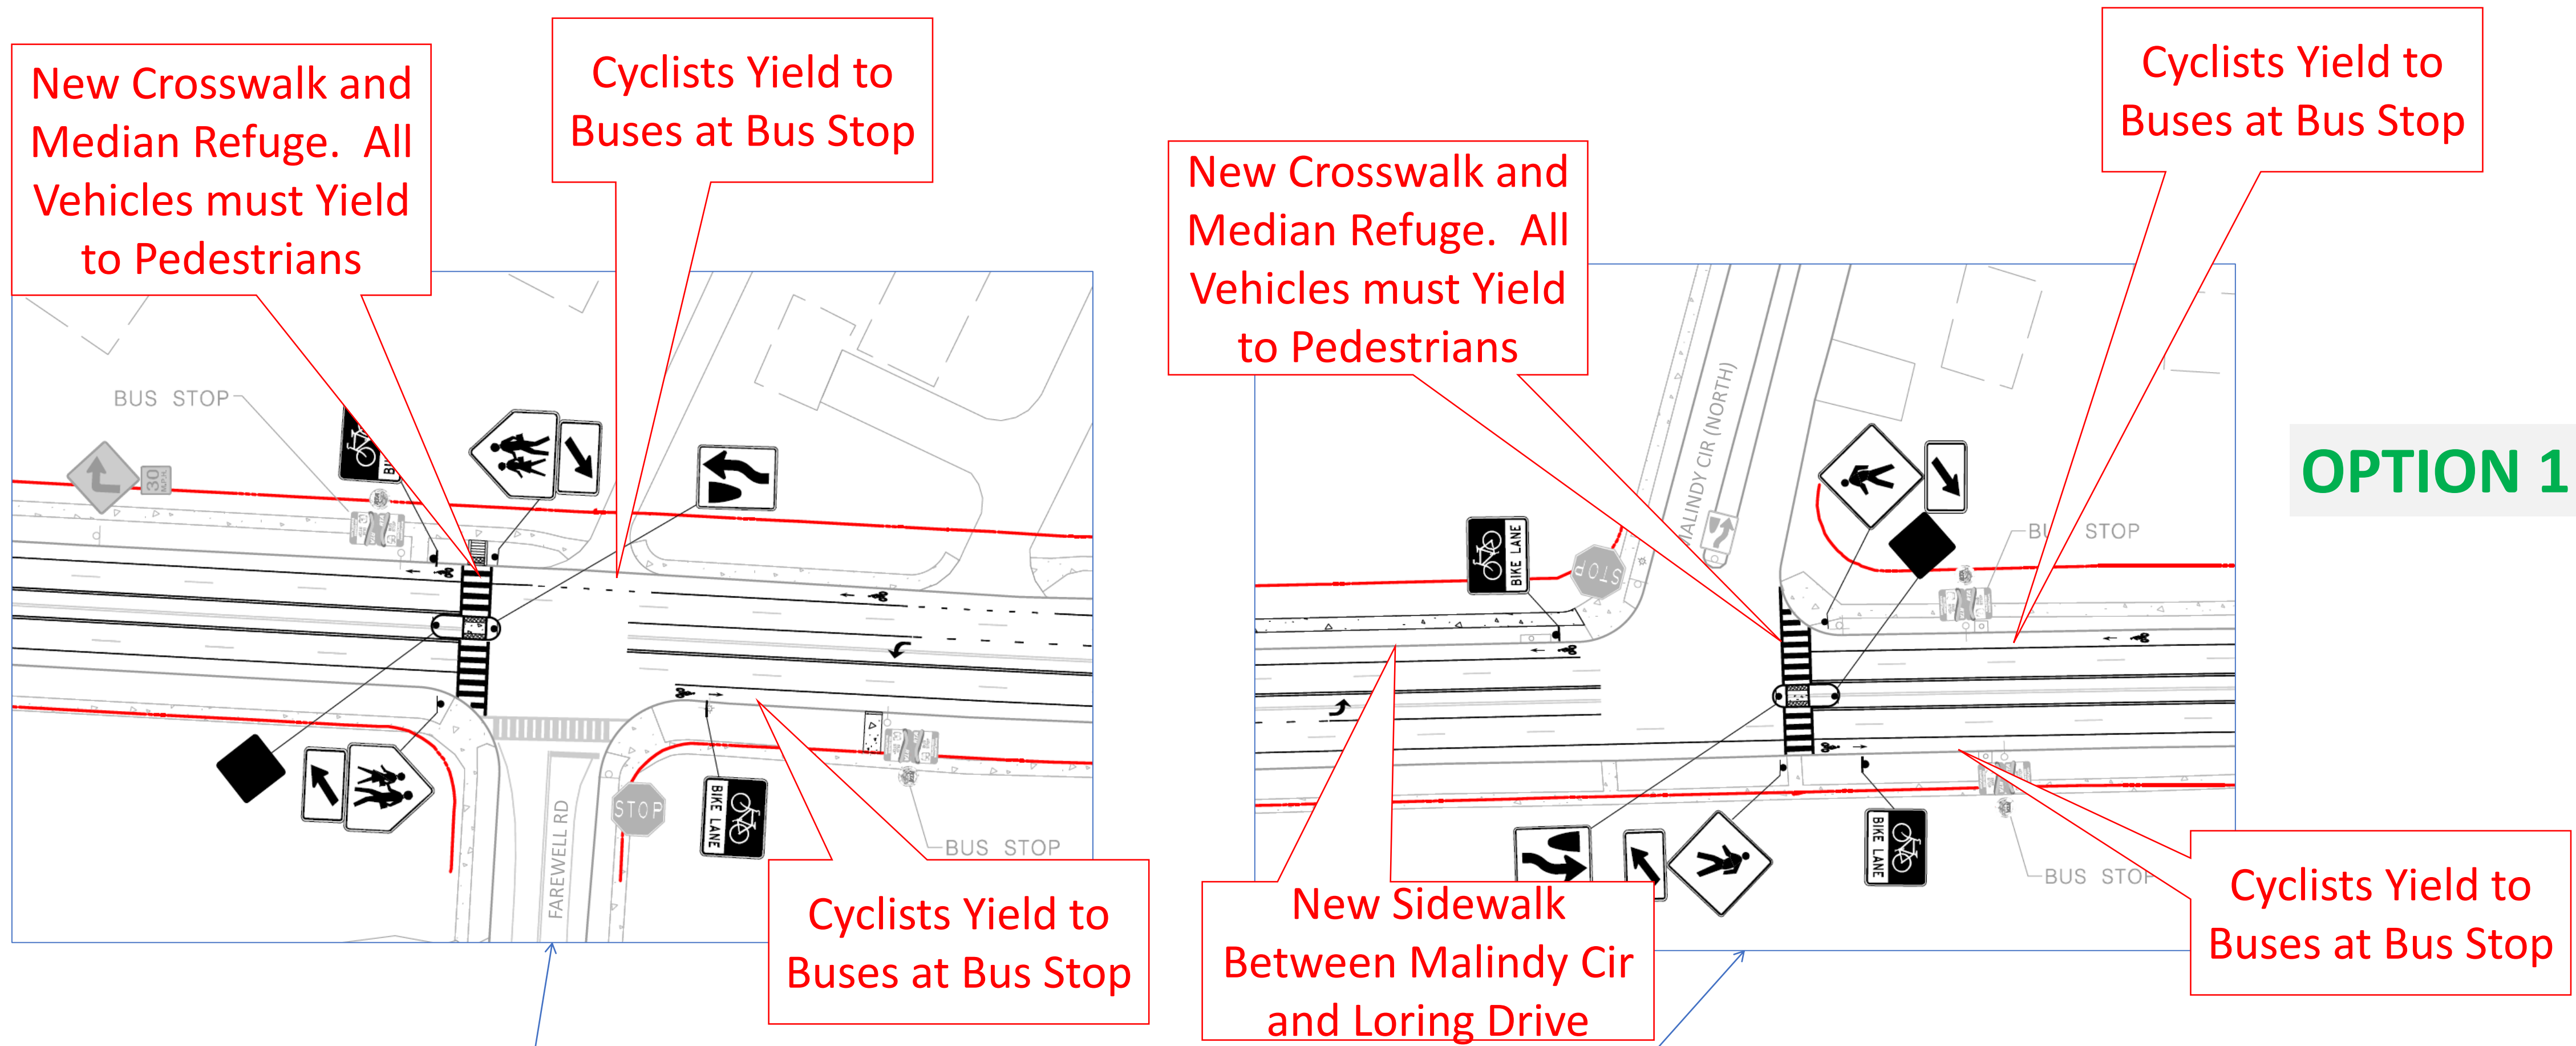 New Crosswalk and
Median Refuge.  All
Vehicles must Yield
to Pedestrians
Cyclists Yield to
Buses at Bus Stop
BUS STOP
30
STOP
FAREWELL RD
BIKE LANE
BUS STOP
Cyclists Yield to
Buses at Bus Stop
New Crosswalk and
Median Refuge.  All
Vehicles must Yield
to Pedestrians
Cyclists Yield to
Buses at Bus Stop
OPTION 1
MALINDY CIR (NORTH)
BIKE LANE
STOP
BUS STOP
BIKE LANE
BUS STOP
New Sidewalk
Between Malindy Cir
and Loring Drive
Cyclists Yield to
Buses at Bus Stop